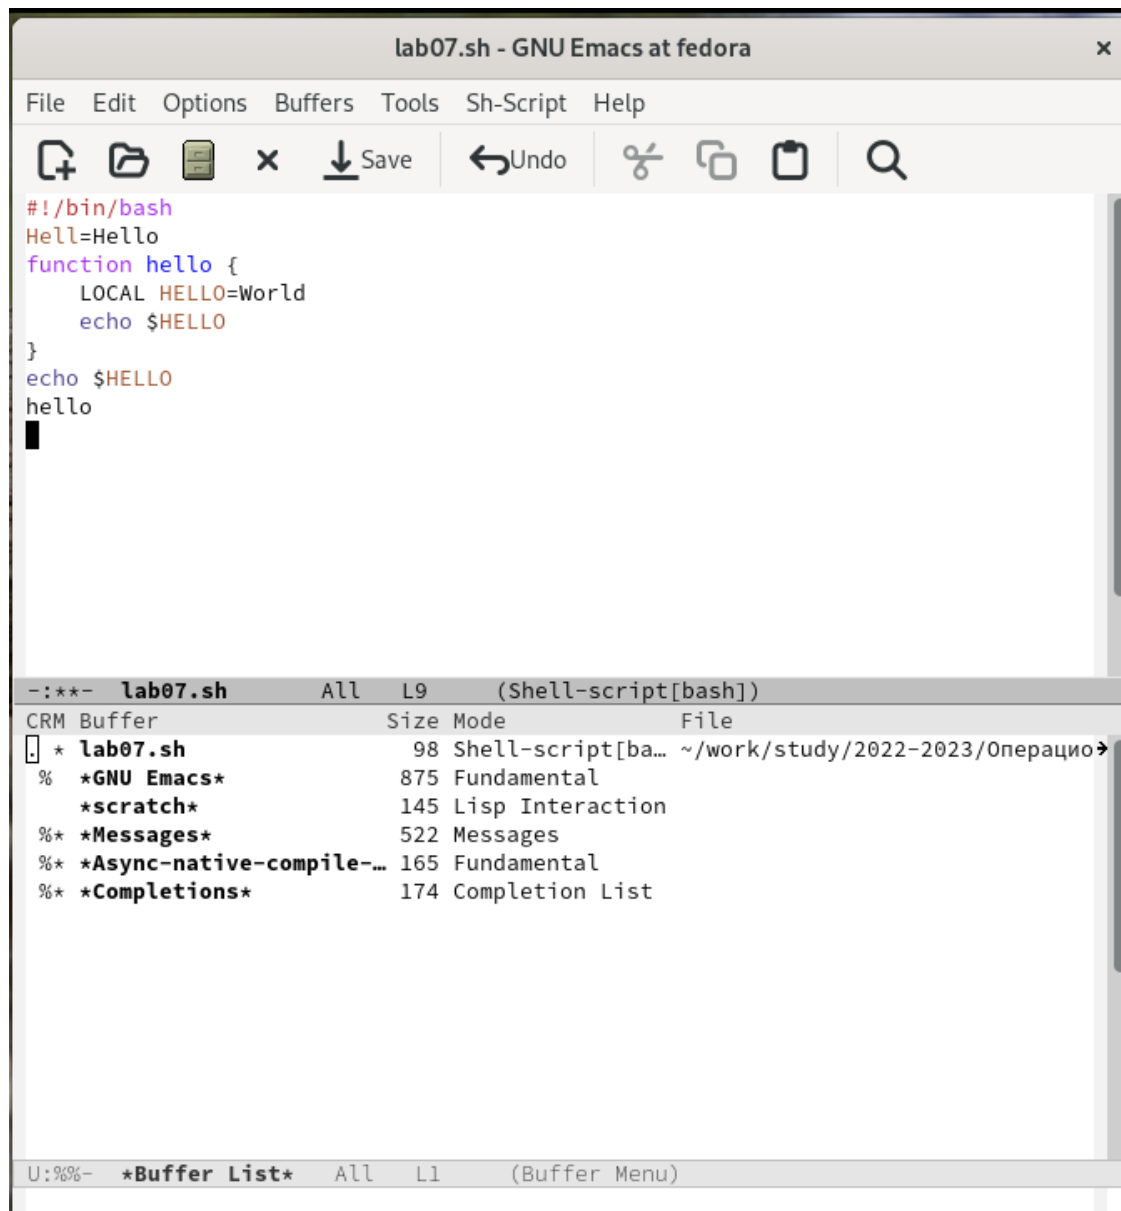 lab07.sh - GNU Emacs at fedora
File Edit Options Buffers Tools Sh-Script Help
Save Undo
#!/bin/bash
Hell=Hello
function hello {
    LOCAL HELLO=World
    echo $HELLO
}
echo $HELLO
hello
-:**- lab07.sh All L9 (Shell-script[bash])
CRM Buffer Size Mode File
. * lab07.sh 98 Shell-script[ba… ~/work/study/2022-2023/Операцио
% *GNU Emacs* 875 Fundamental
*scratch* 145 Lisp Interaction
%* *Messages* 522 Messages
%* *Async-native-compile-… 165 Fundamental
%* *Completions* 174 Completion List
U:%%- *Buffer List* All L1 (Buffer Menu)